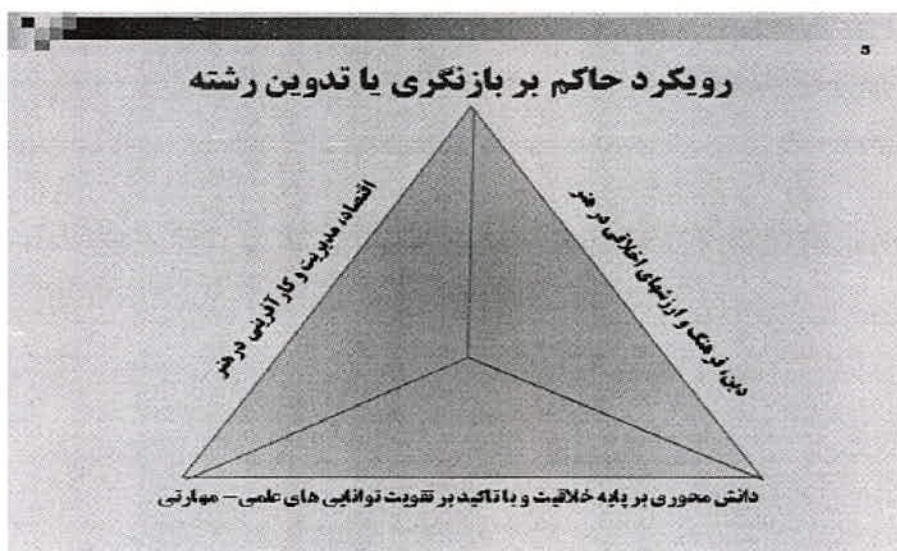 5
رویکرد حاکم بر بازنگری یا تدوین رشته
دین، فرهنگ و ارزشهای اخلاقی در هنر
اقتصاد، مدیریت و کارآفرینی در هنر
دانش محوری بر پایه خلاقیت و با تاکید بر تقویت توانایی های علمی – مهارتی